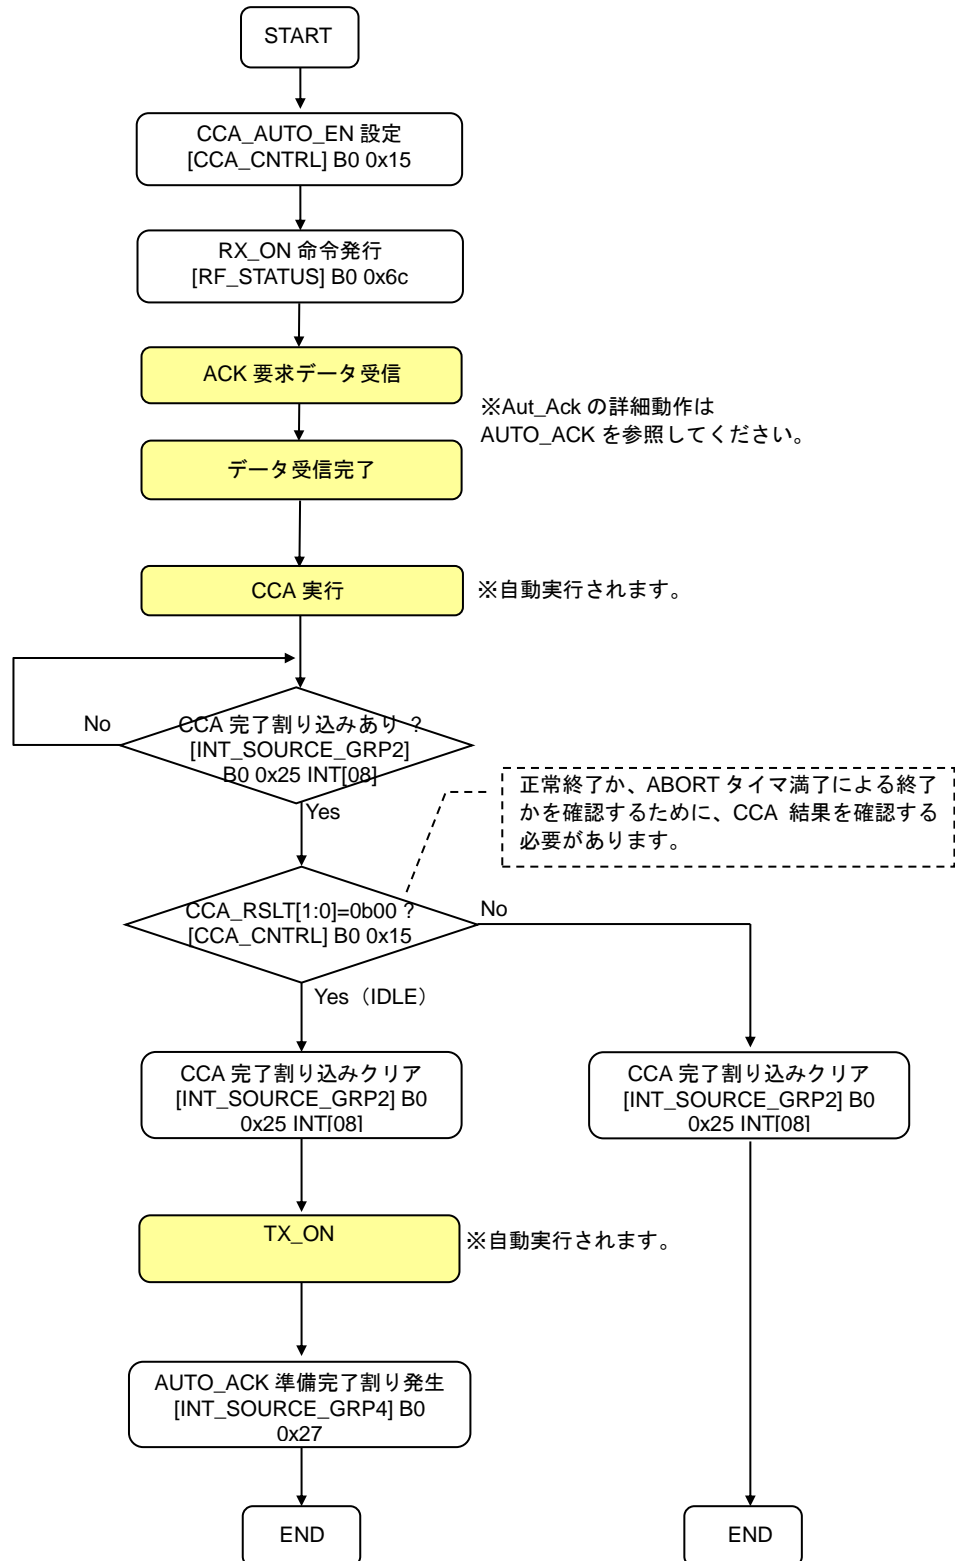 START
CCA_AUTO_EN 設定
[CCA_CNTRL] B0 0x15
RX_ON 命令発行
[RF_STATUS] B0 0x6c
ACK 要求データ受信
※Aut_Ack の詳細動作は
AUTO_ACK を参照してください。
データ受信完了
CCA 実行
※自動実行されます。
No
CCA 完了割り込みあり ?
[INT_SOURCE_GRP2]
B0 0x25 INT[08]
Yes
正常終了か、ABORT タイマ満了による終了
かを確認するために、CCA 結果を確認する
必要があります。
CCA_RSLT[1:0]=0b00 ?
[CCA_CNTRL] B0 0x15
No
Yes（IDLE）
CCA 完了割り込みクリア
[INT_SOURCE_GRP2] B0
0x25 INT[08]
CCA 完了割り込みクリア
[INT_SOURCE_GRP2] B0
0x25 INT[08]
TX_ON
※自動実行されます。
AUTO_ACK 準備完了割り発生
[INT_SOURCE_GRP4] B0
0x27
END
END